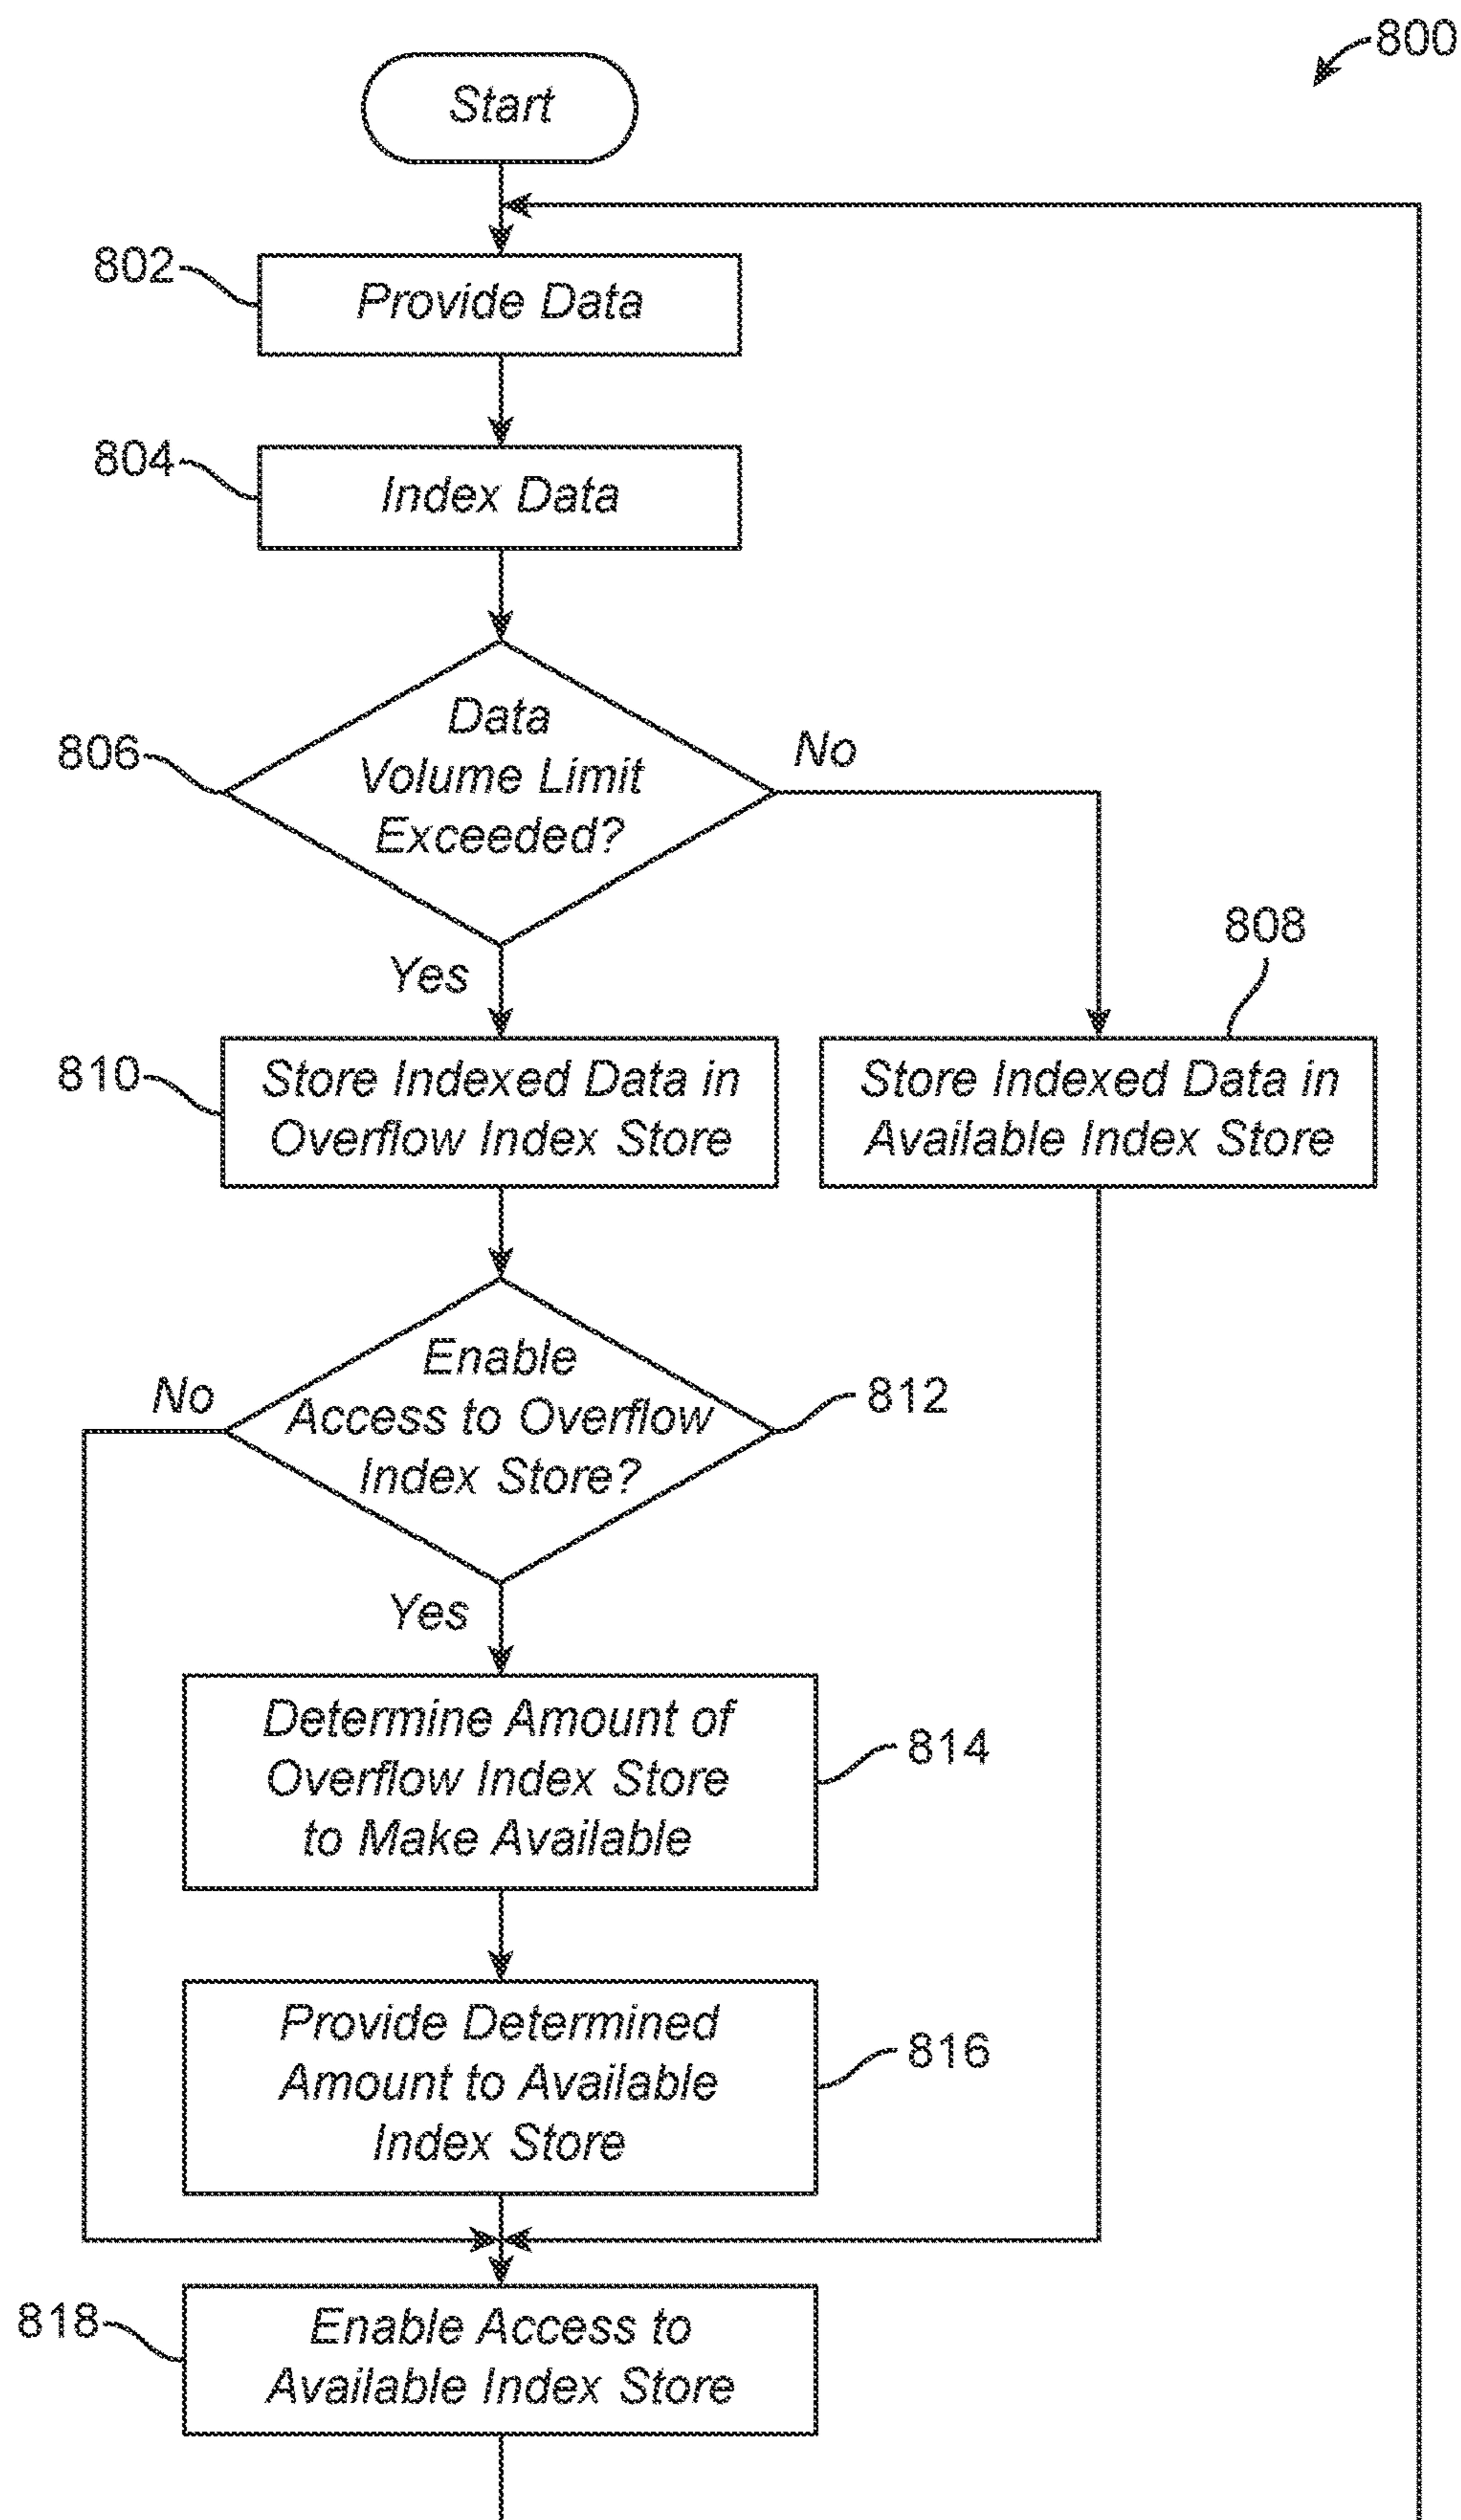 800
Start
802
Provide Data
804
Index Data
806
Data
Volume Limit
Exceeded?
No
Yes
808
810
Store Indexed Data in
Overflow Index Store
Store Indexed Data in
Available Index Store
812
Enable
Access to Overflow
Index Store?
No
Yes
Determine Amount of
Overflow Index Store
to Make Available
814
Provide Determined
Amount to Available
Index Store
816
818
Enable Access to
Available Index Store